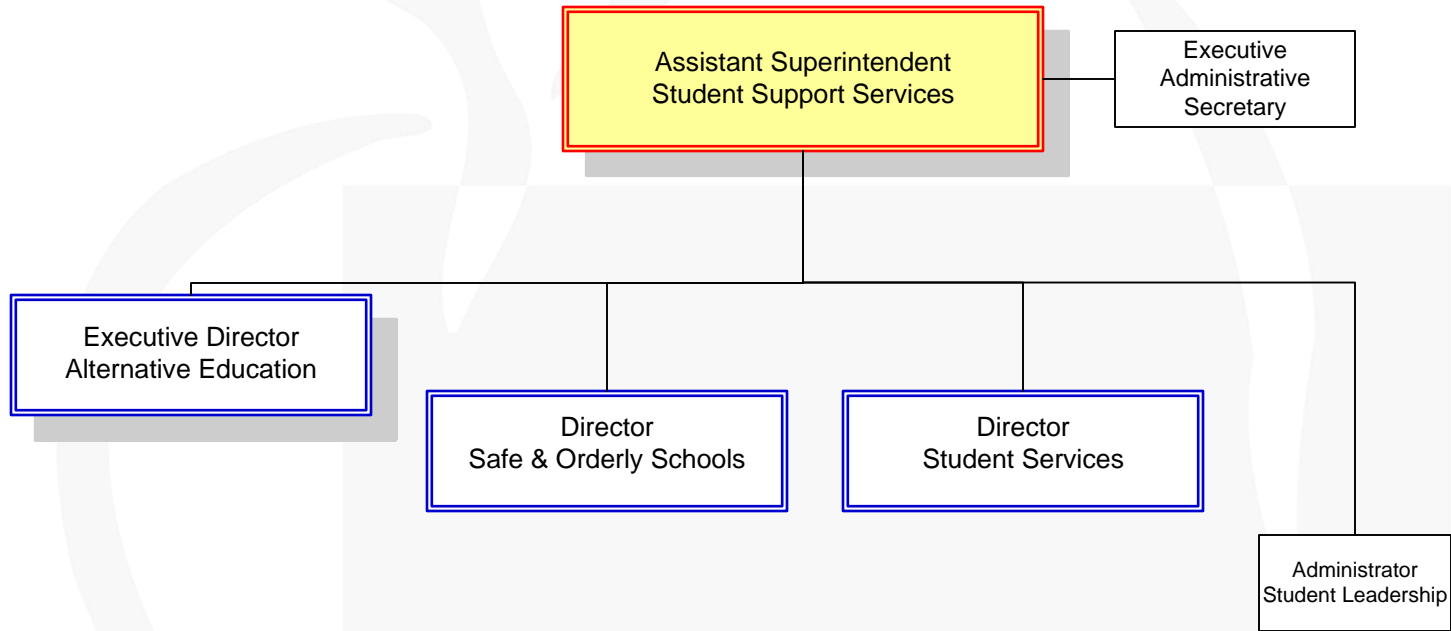 Assistant Superintendent
Student Support Services
Executive
Administrative
Secretary
Executive Director
Alternative Education
Director
Safe & Orderly Schools
Director
Student Services
Administrator
Student Leadership